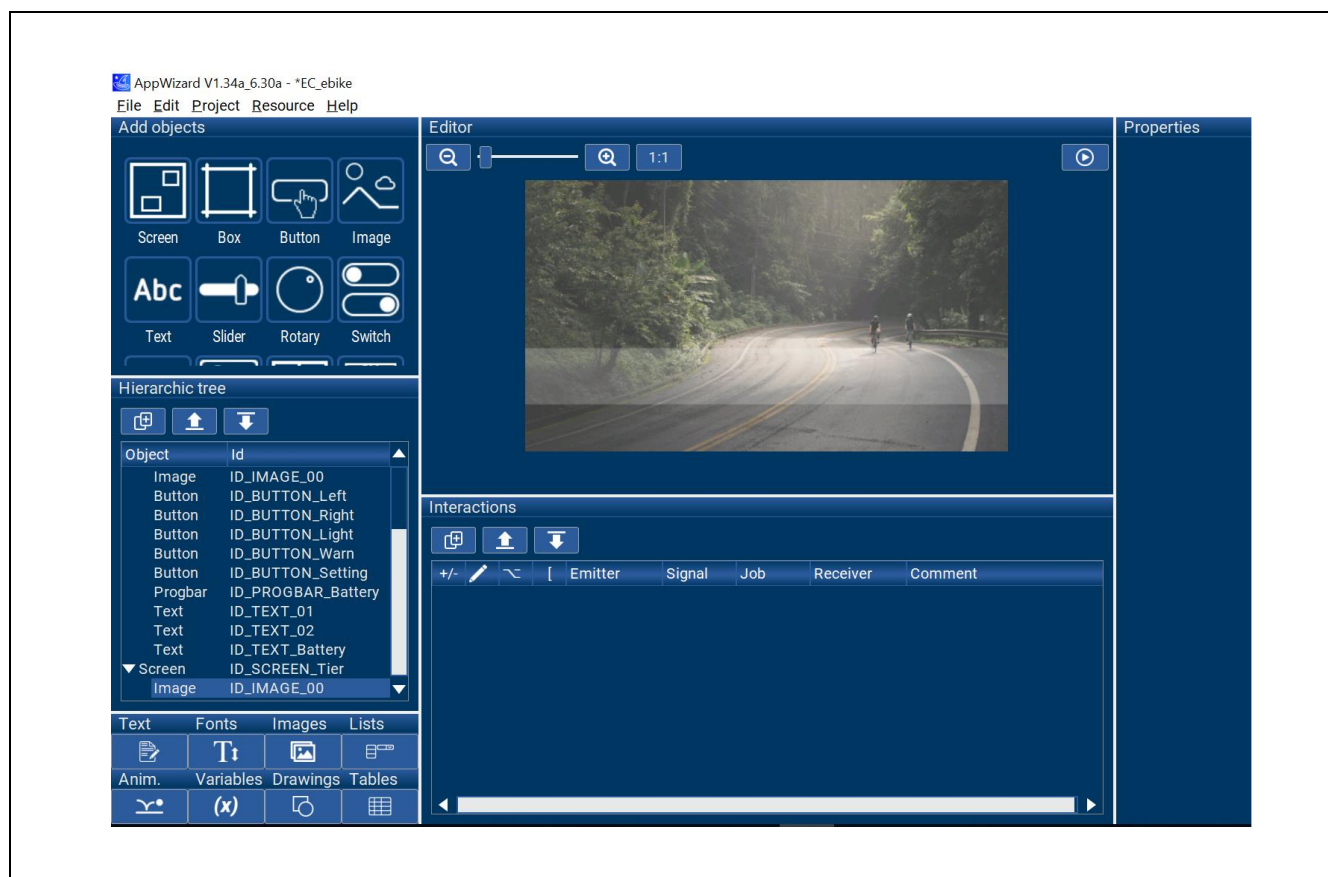 AppWizard V1.34a_6.30a - *EC_ebike
File Edit Project Resource Help
Add objects
Screen Box Button Image
Abc
Text Slider Rotary Switch
Hierarchic tree
Object Id
Image ID_IMAGE_00
Button ID_BUTTON_Left
Button ID_BUTTON_Right
Button ID_BUTTON_Light
Button ID_BUTTON_Warn
Button ID_BUTTON_Setting
Progbar ID_PROGBAR_Battery
Text ID_TEXT_01
Text ID_TEXT_02
Text ID_TEXT_Battery
Screen ID_SCREEN_Tier
Image ID_IMAGE_00
Text Fonts Images Lists
Anim. Variables Drawings Tables
(x)
Editor
1:1
Interactions
+/- [ Emitter Signal Job Receiver Comment
Properties